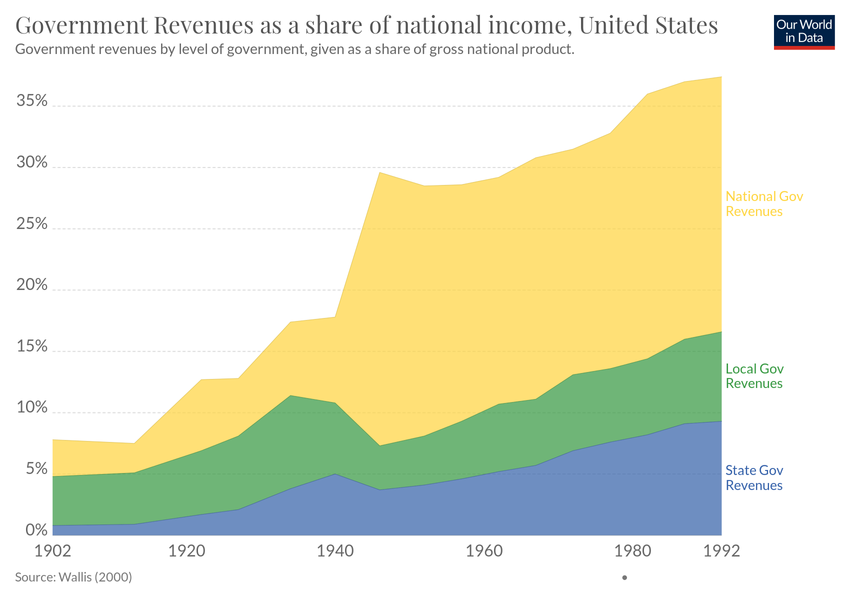 Government Revenues as a share of national income, United States
Government revenues by level of government, given as a share of gross national product.
Our World
in Data
35%
30%
25%
20%
15%
10%
5%
0%
National Gov
Revenues
Local Gov
Revenues
State Gov
Revenues
1902
1920
1940
1960
1980
1992
Source: Wallis (2000)